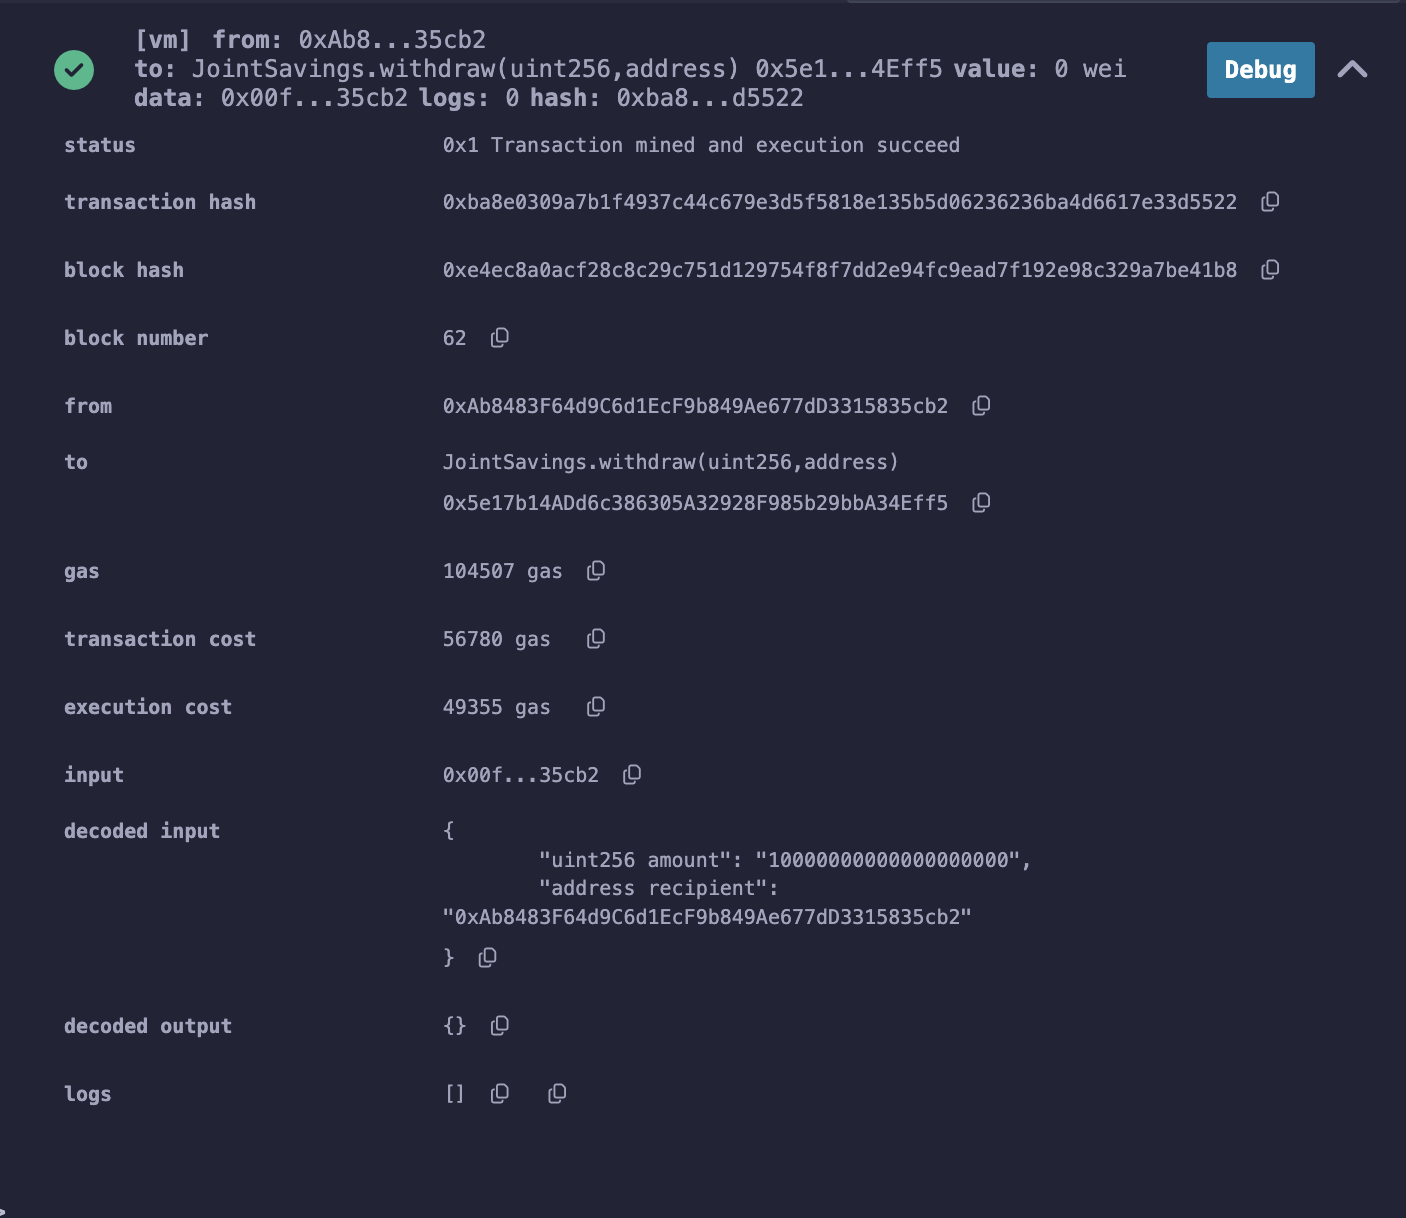 [vm] from: 0xAb8...35cb2
to: JointSavings.withdraw(uint256,address) 0x5e1...4Eff5 value: 0 wei
data: 0x00f...35cb2 logs: 0 hash: 0xba8...d5522
Debug
status 0x1 Transaction mined and execution succeed
transaction hash 0xba8e0309a7b1f4937c44c679e3d5f5818e135b5d06236236ba4d6617e33d5522
block hash 0xe4ec8a0acf28c8c29c751d129754f8f7dd2e94fc9ead7f192e98c329a7be41b8
block number 62
from 0xAb8483F64d9C6d1EcF9b849Ae677dD3315835cb2
to JointSavings.withdraw(uint256,address)
0x5e17b14ADd6c386305A32928F985b29bbA34Eff5
gas 104507 gas
transaction cost 56780 gas
execution cost 49355 gas
input 0x00f...35cb2
decoded input {
"uint256 amount": "10000000000000000000",
"address recipient":
"0xAb8483F64d9C6d1EcF9b849Ae677dD3315835cb2"
}
decoded output {}
logs []
>